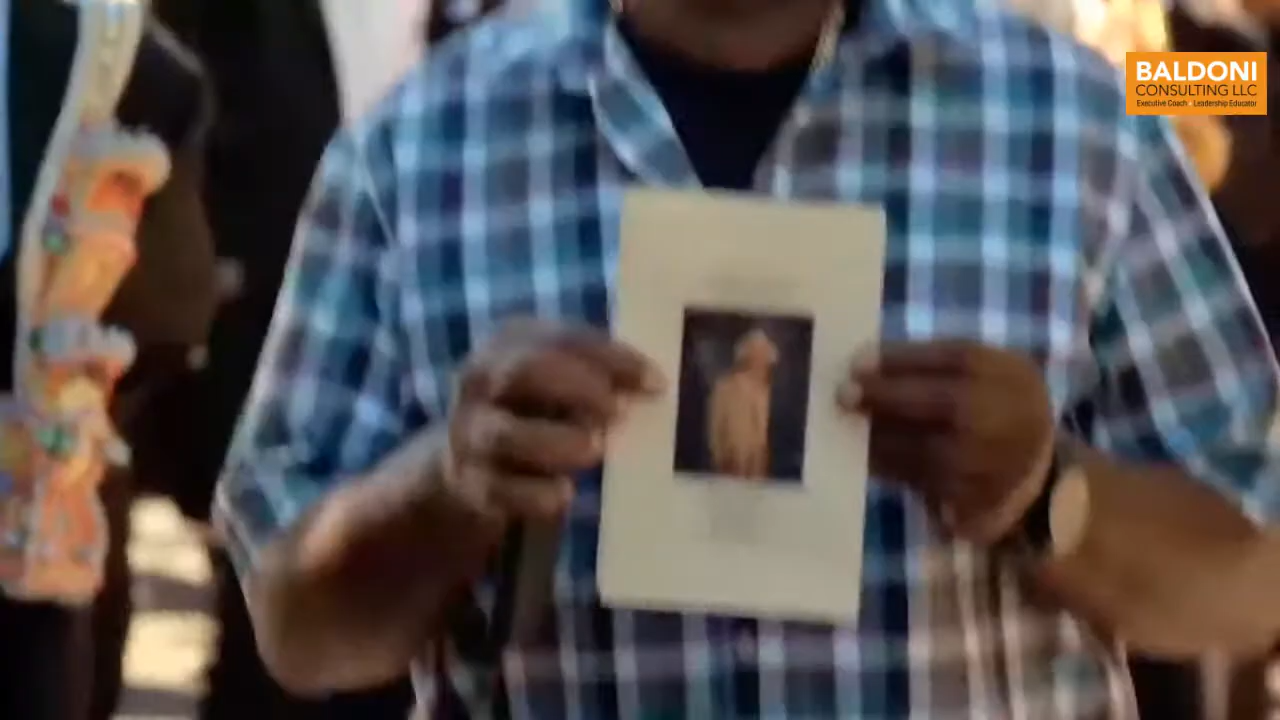 BALDONI
CONSULTING LLC
Executive Coach • Leadership Educator